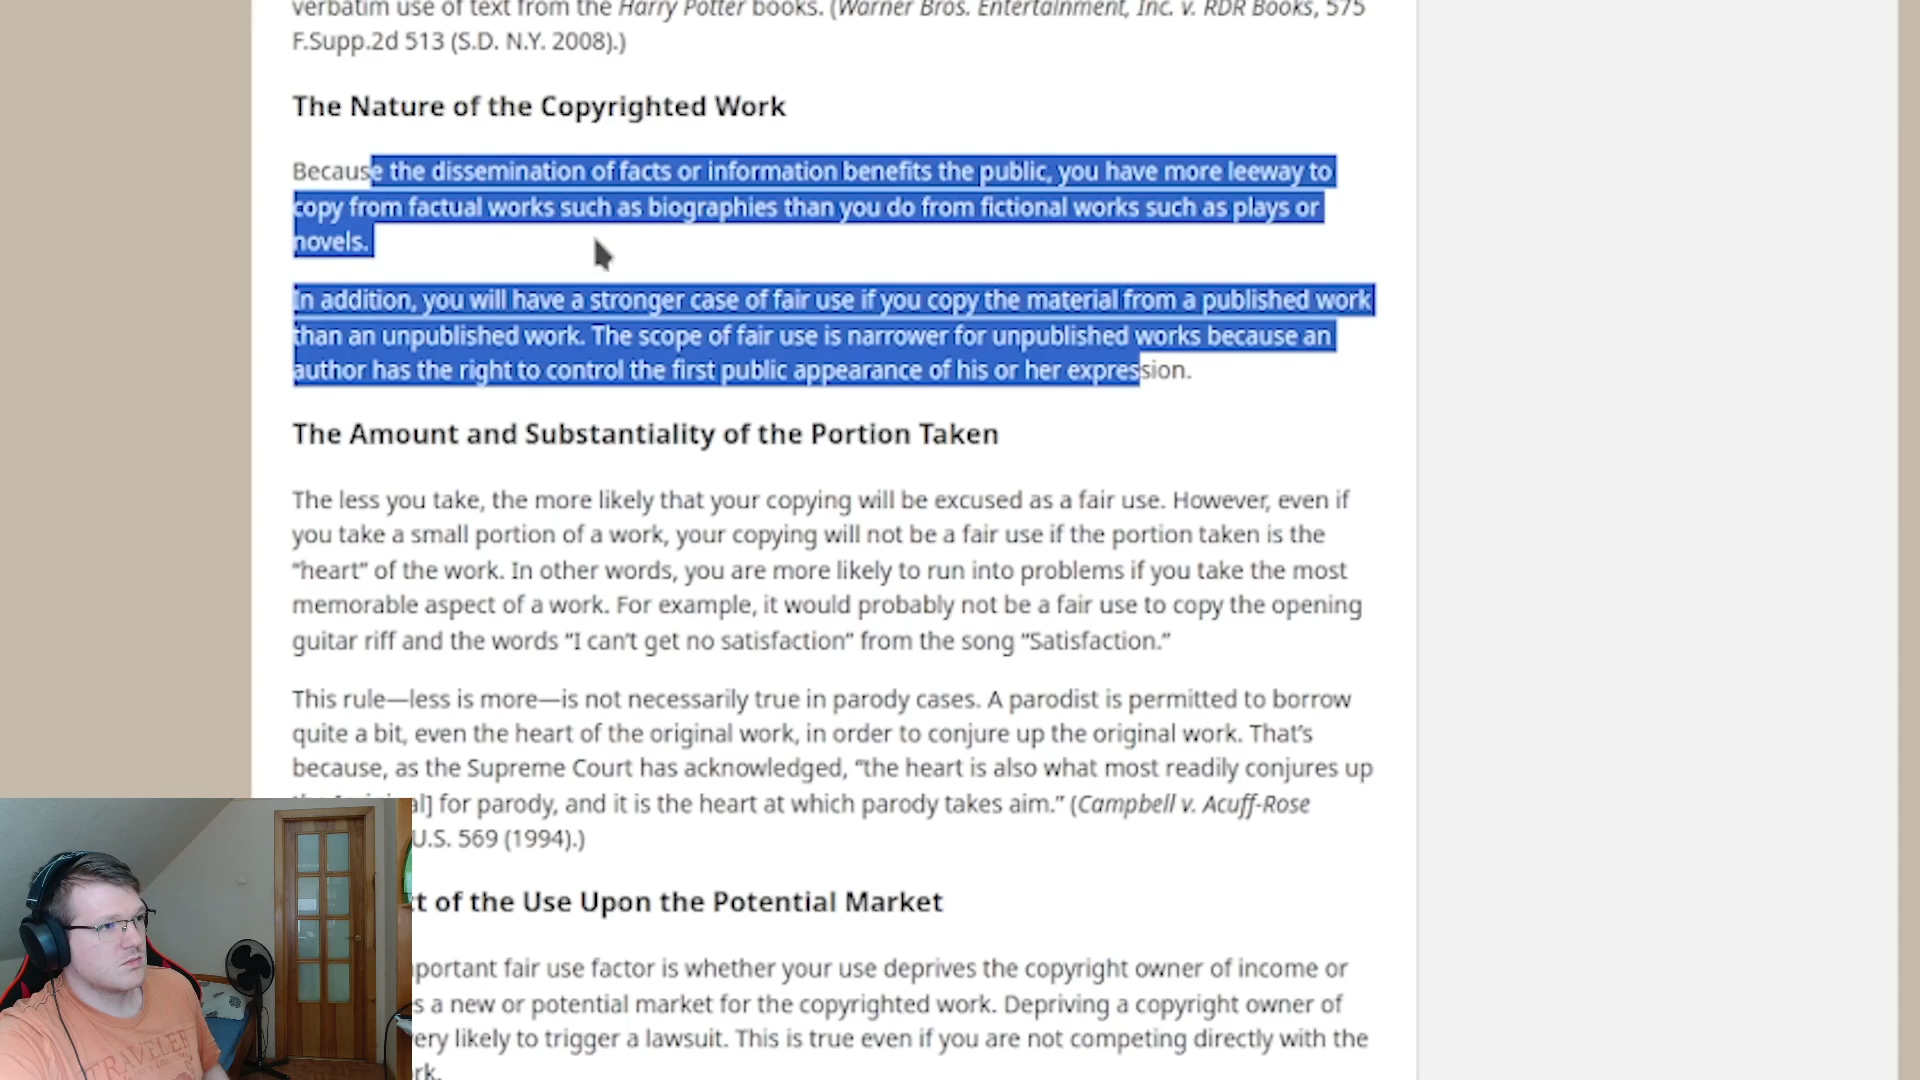 verbatim use of text from the Harry Potter books. (Warner Bros. Entertainment, Inc. v. RDR Books, 575
F.Supp.2d 513 (S.D. N.Y. 2008).)
The Nature of the Copyrighted Work
Because the dissemination of facts or information benefits the public, you have more leeway to
copy from factual works such as biographies than you do from fictional works such as plays or
novels.
In addition, you will have a stronger case of fair use if you copy the material from a published work
than an unpublished work. The scope of fair use is narrower for unpublished works because an
author has the right to control the first public appearance of his or her expression.
The Amount and Substantiality of the Portion Taken
The less you take, the more likely that your copying will be excused as a fair use. However, even if
you take a small portion of a work, your copying will not be a fair use if the portion taken is the
“heart” of the work. In other words, you are more likely to run into problems if you take the most
memorable aspect of a work. For example, it would probably not be a fair use to copy the opening
guitar riff and the words “I can’t get no satisfaction” from the song “Satisfaction.”
This rule—less is more—is not necessarily true in parody cases. A parodist is permitted to borrow
quite a bit, even the heart of the original work, in order to conjure up the original work. That’s
because, as the Supreme Court has acknowledged, “the heart is also what most readily conjures up
al] for parody, and it is the heart at which parody takes aim.” (Campbell v. Acuff-Rose
U.S. 569 (1994).)
t of the Use Upon the Potential Market
portant fair use factor is whether your use deprives the copyright owner of income or
s a new or potential market for the copyrighted work. Depriving a copyright owner of
ery likely to trigger a lawsuit. This is true even if you are not competing directly with the
rk.
TRAVELER